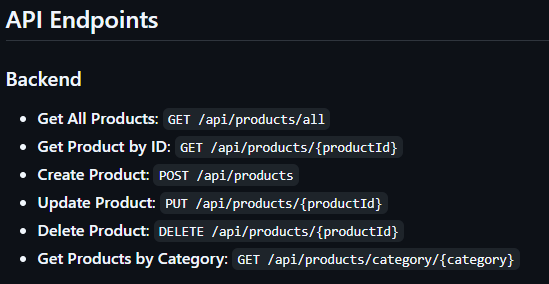 API Endpoints
Backend
• Get All Products: GET /api/products/all
• Get Product by ID: GET /api/products/{productId}
• Create Product: POST /api/products
• Update Product: PUT /api/products/{productId}
• Delete Product: DELETE /api/products/{productId}
• Get Products by Category: GET /api/products/category/{category}